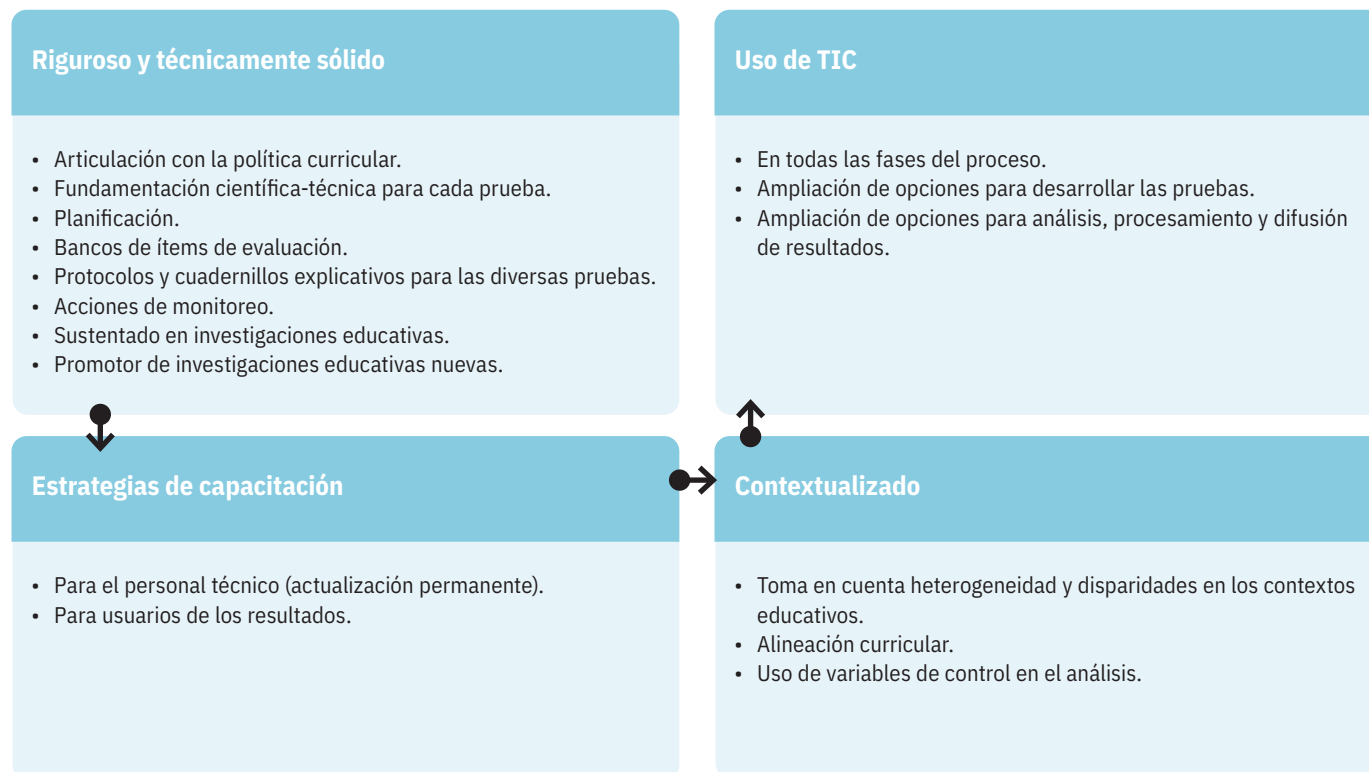 Riguroso y técnicamente sólido
• Articulación con la política curricular.
• Fundamentación científica-técnica para cada prueba.
• Planificación.
• Bancos de ítems de evaluación.
• Protocolos y cuadernillos explicativos para las diversas pruebas.
• Acciones de monitoreo.
• Sustentado en investigaciones educativas.
• Promotor de investigaciones educativas nuevas.
Estrategias de capacitación
• Para el personal técnico (actualización permanente).
• Para usuarios de los resultados.
Contextualizado
• Toma en cuenta heterogeneidad y disparidades en los contextos
educativos.
• Alineación curricular.
• Uso de variables de control en el análisis.
Uso de TIC
• En todas las fases del proceso.
• Ampliación de opciones para desarrollar las pruebas.
• Ampliación de opciones para análisis, procesamiento y difusión
de resultados.